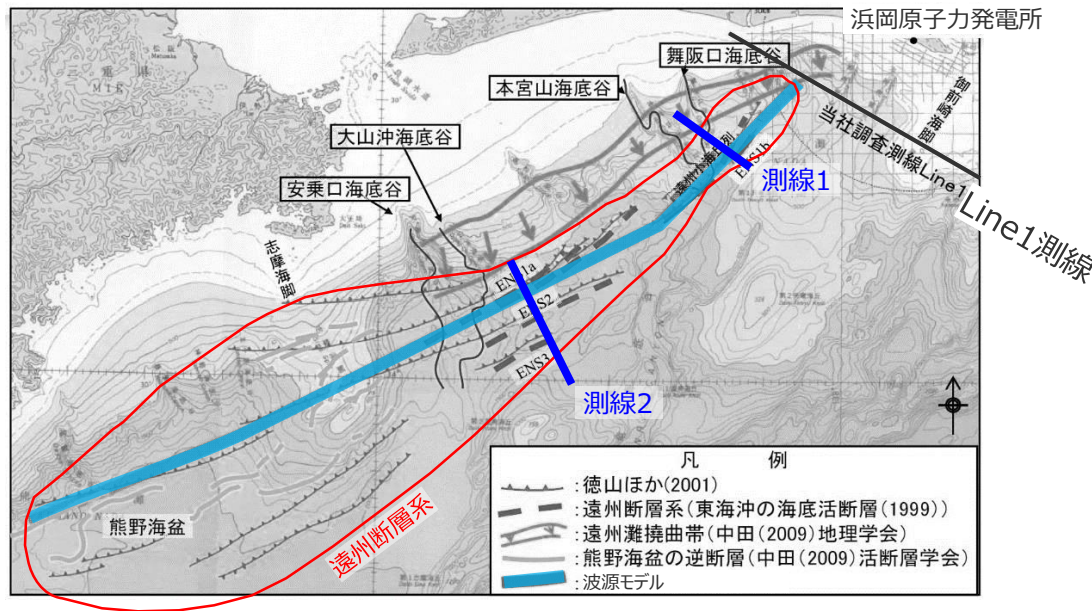 浜岡原子力発電所
舞阪口海底谷
本宮山海底谷
大山沖海底谷
安乗口海底谷
御前崎海脚
当社調査測線Line1
Line1測線
測線1
ENS1b
志摩海脚
ENS1a
ENS2
ENS3
測線2
熊野海盆
遠州断層系
凡　例
:徳山ほか(2001)
:遠州断層系(東海沖の海底活断層(1999))
:遠州灘撓曲帯(中田(2009)地理学会)
:熊野海盆の逆断層(中田(2009)活断層学会)
:波源モデル